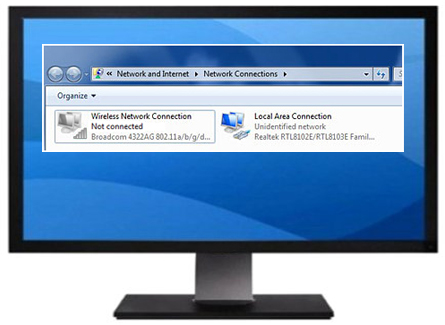 « Network and Internet ▸ Network Connections ▸
Organize ▾
Wireless Network Connection
Not connected
Broadcom 4322AG 802.11a/b/g/d...
Local Area Connection
Unidentified network
Realtek RTL8102E/RTL8103E Famil...